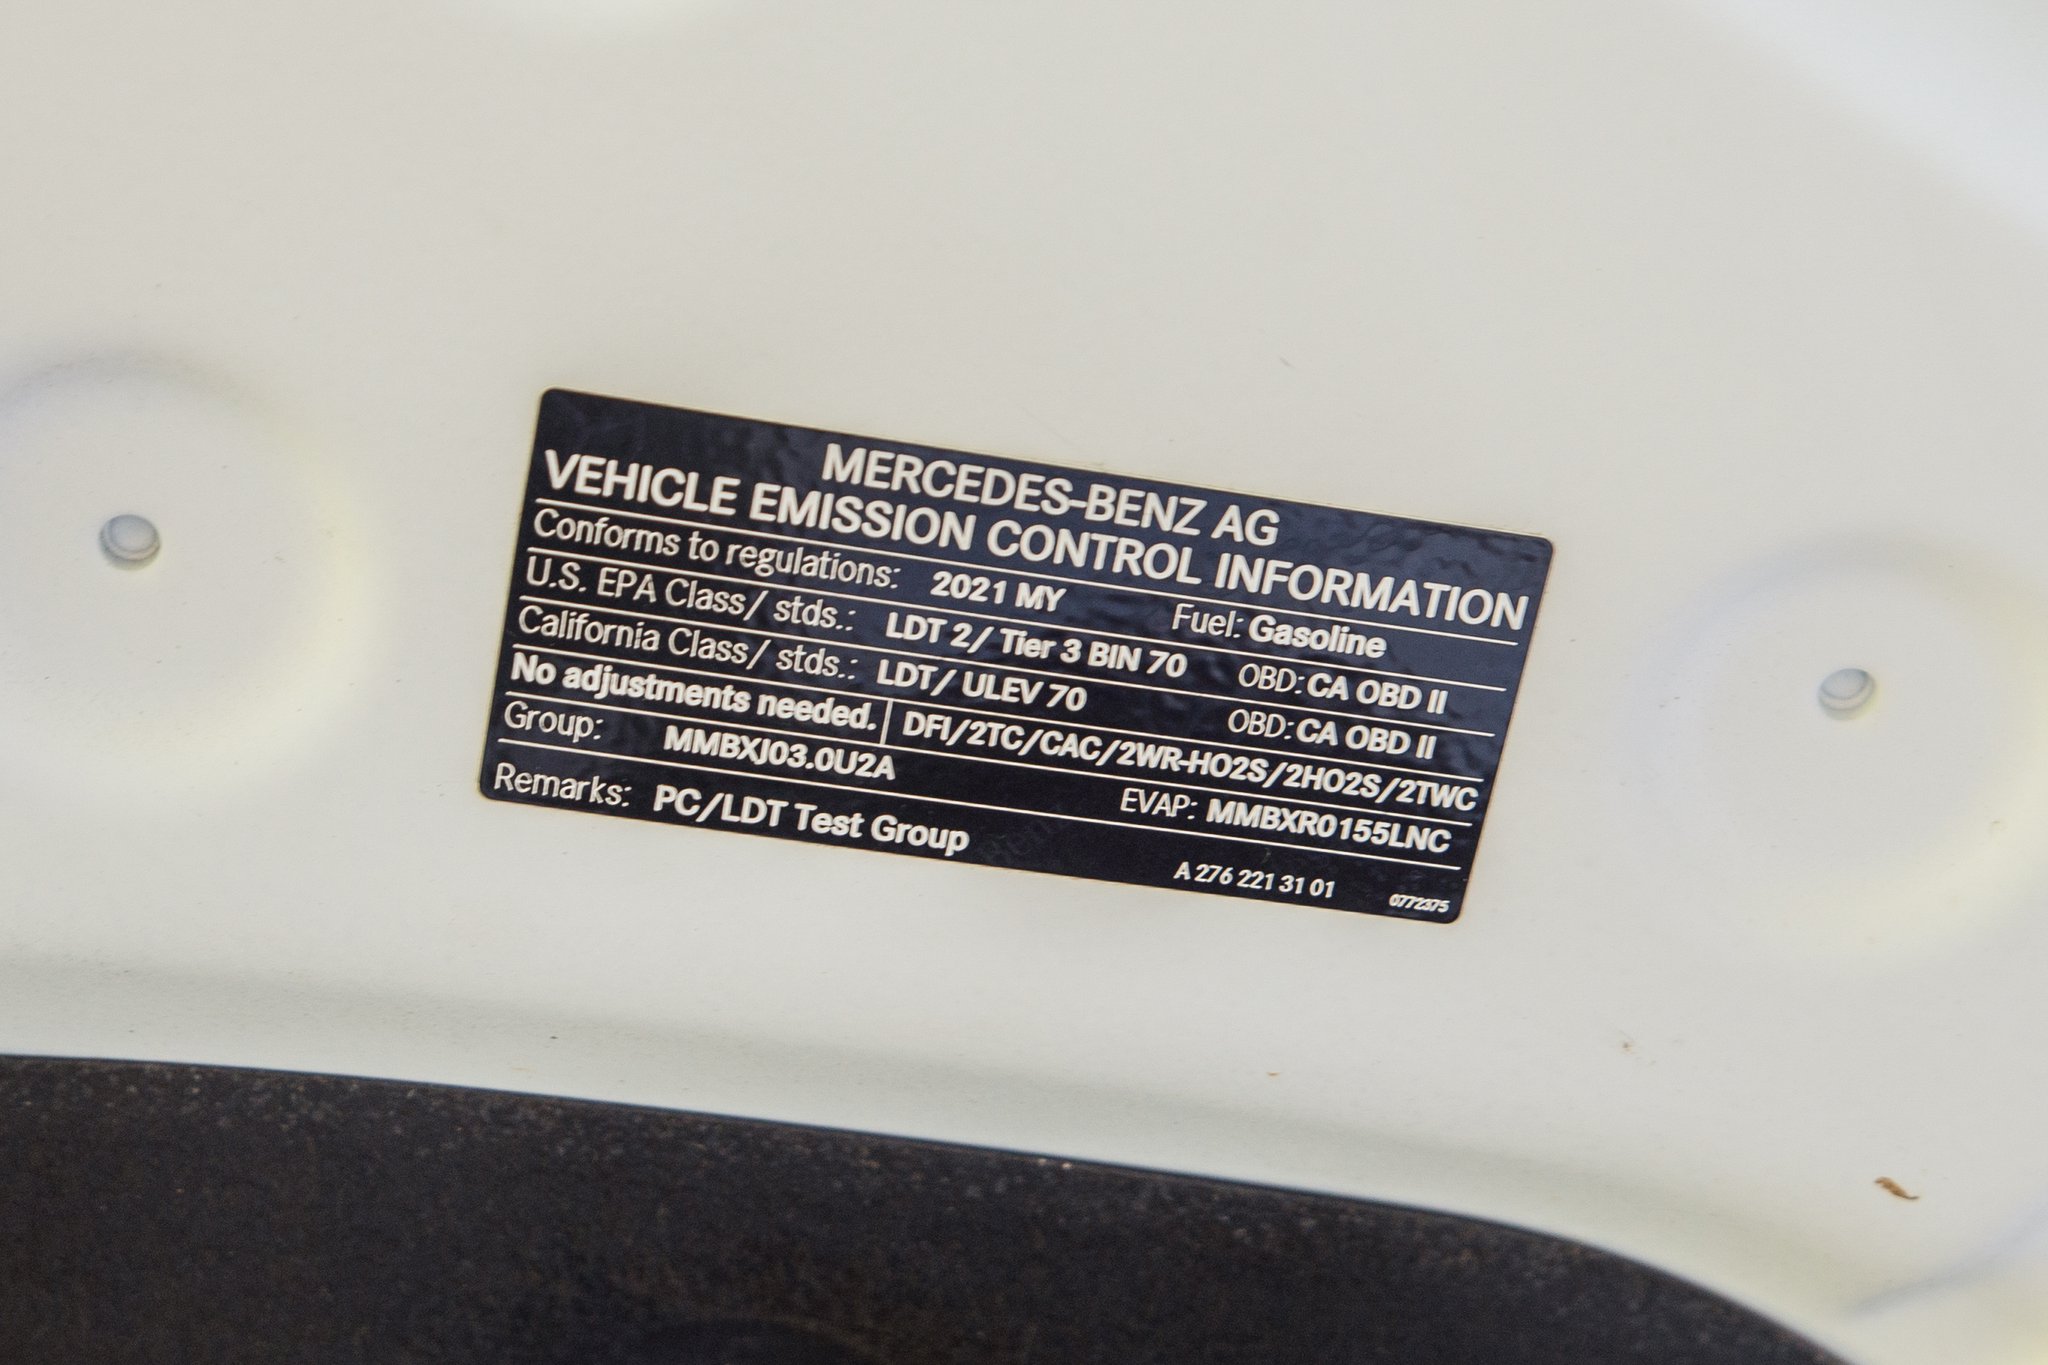 MERCEDES-BENZ AG
VEHICLE EMISSION CONTROL INFORMATION
Conforms to regulations: 2021 MY Fuel: Gasoline
U.S. EPA Class/ stds.: LDT 2/ Tier 3 BIN 70 OBD: CA OBD II
California Class/ stds.: LDT/ ULEV 70 OBD: CA OBD II
No adjustments needed. DFI/2TC/CAC/2WR-HO2S/2HO2S/2TWC
Group: MMBXJ03.0U2A EVAP: MMBXR0155LNC
Remarks: PC/LDT Test Group A 276 221 31 01 0772375